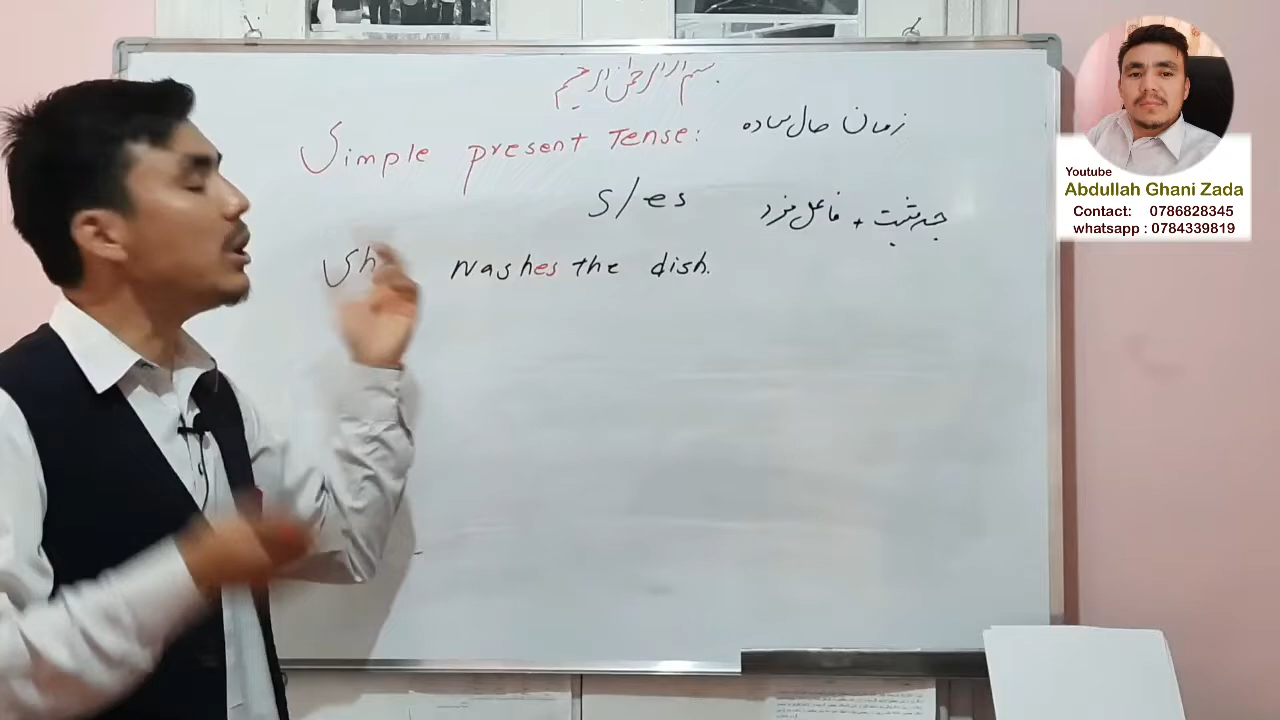 بسم الله الرحمن الرحیم
Simple present Tense: زمان حال ساده
s/es جمله مثبت + فاعل مفرد
Sh washes the dish.
Youtube
Abdullah Ghani Zada
Contact: 0786828345
whatsapp : 0784339819